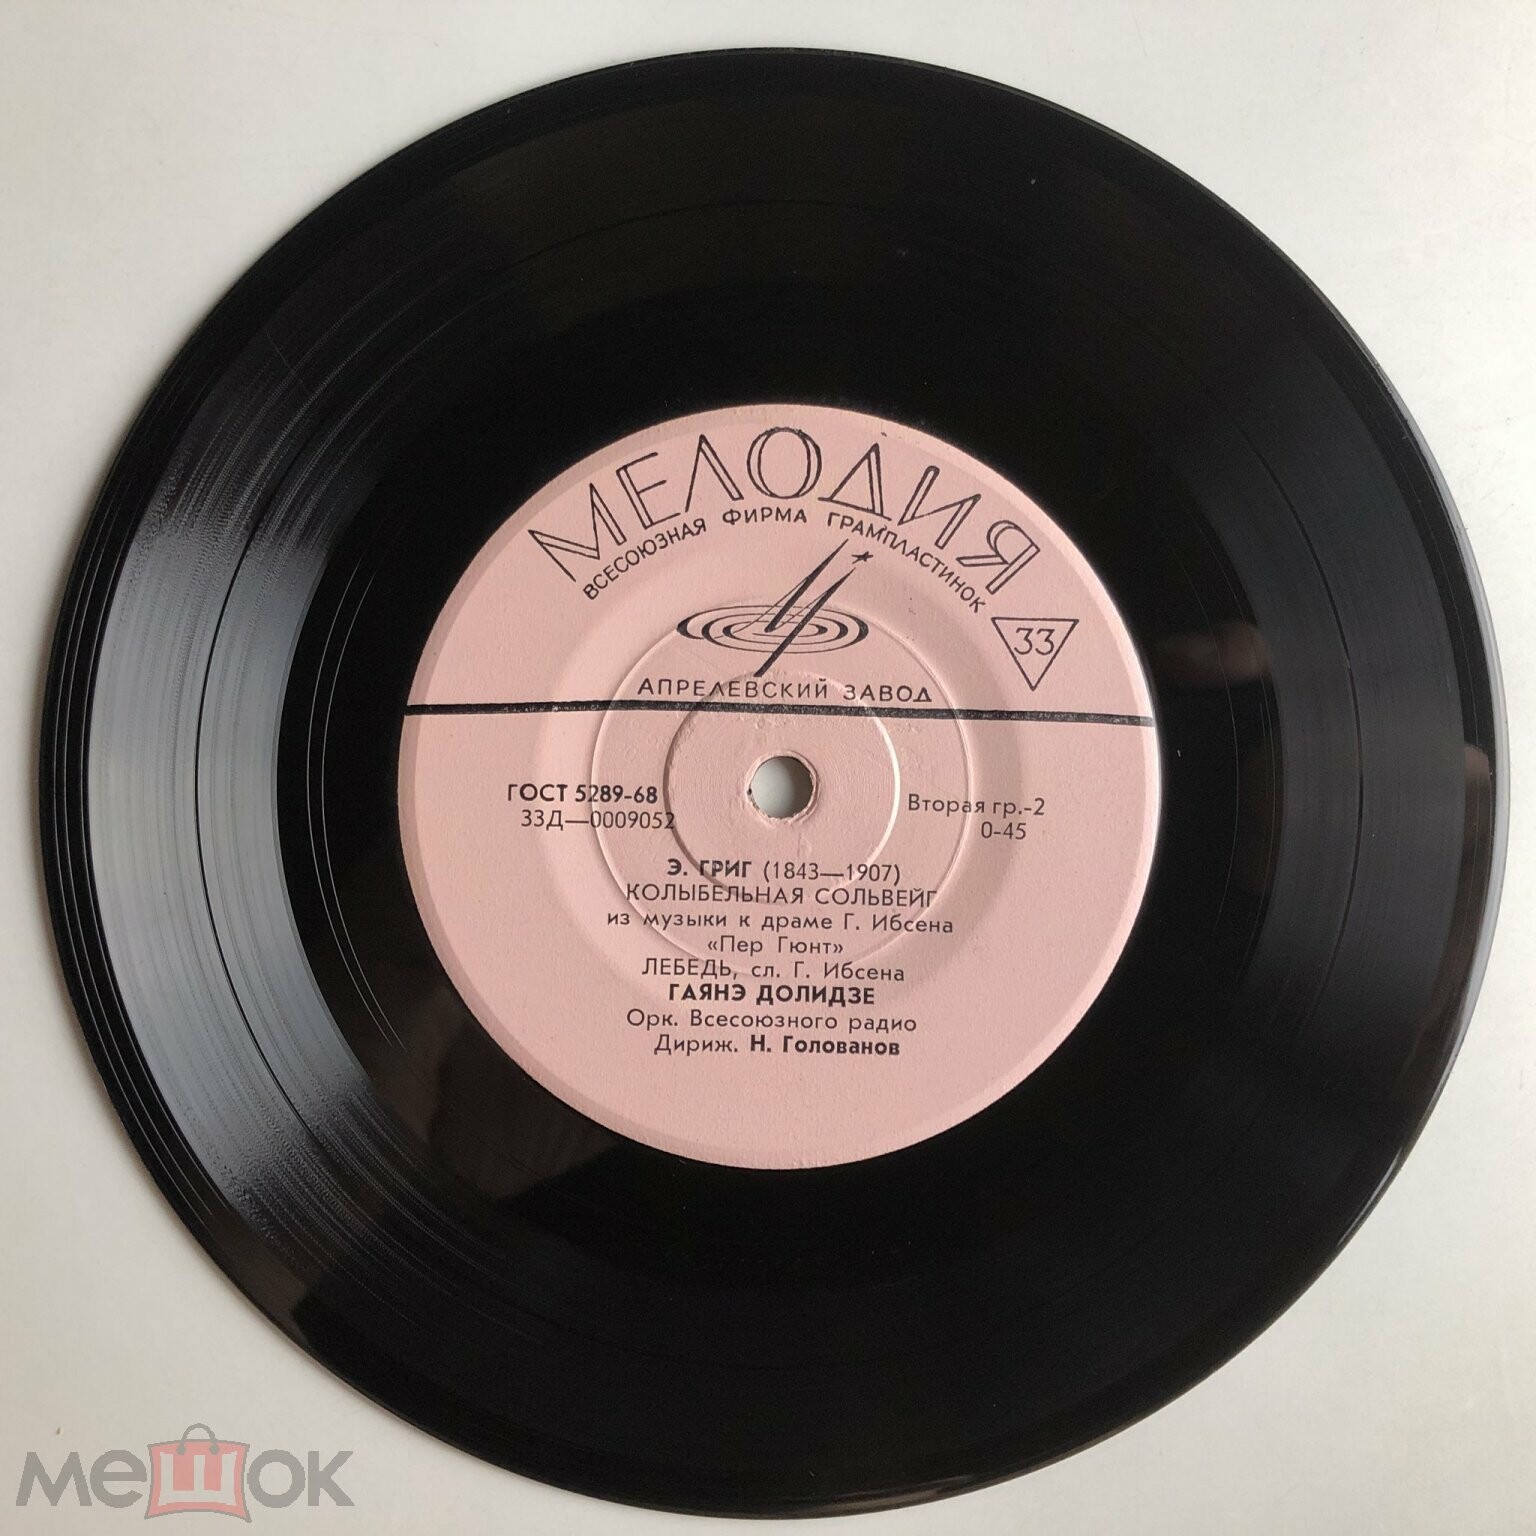 МЕЛОДИЯ
ВСЕСОЮЗНАЯ ФИРМА ГРАМПЛАСТИНОК
33
АПРЕЛЕВСКИЙ ЗАВОД
ГОСТ 5289-68
33Д—0009052
Вторая гр.-2
0-45
Э. ГРИГ (1843—1907)
КОЛЫБЕЛЬНАЯ СОЛЬВЕЙГ
из музыки к драме Г. Ибсена
«Пер Гюнт»
ЛЕБЕДЬ, сл. Г. Ибсена
ГАЯНЭ ДОЛИДЗЕ
Орк. Всесоюзного радио
Дириж. Н. Голованов
мешок